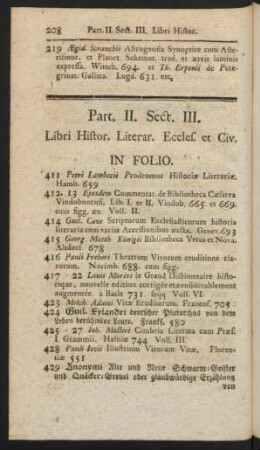 208 Part. II. Sect. III. Libri Histor.
219 Ægid. Strauchii Astrognosia Synoptice cum Aste-
rismor. et Planet. Schemat. trad. et æreis laminis
expressa. Witteb. 694. et Th. Erpenii de Pere-
grinat. Gallica. Lugd. 631. etc.
Part. II. Sect. III.
Libri Histor. Literar. Eccles. et Civ.
IN FOLIO.
411 Petri Lambecii Prodromus Historiæ Literariæ.
Hamb. 659
412. 13 Ejusdem Commentar. de Bibliotheca Cæsarea
Vindobonensi. Lib. I. et II. Vindob. 665. et 669.
cum figg. æn. Voll. II.
414 Guil. Cave Scriptorum Ecclesiasticorum historia
literaria cum variis Accessionibus aucta. Genev. 693
415 Georg Matth. Königii Bibliotheca Vetus et Nova.
Altdorf. 678
416 Pauli Freheri Theatrum Virorum eruditione cla-
rorum. Norimb. 688. cum figg.
417 - 22 Louis Moreri le Grand Dictionnaire histo-
rique, nouvelle edition corrigée et considerablement
augmentée. à Basle 731. sqq Voll. VI.
423 Melch. Adami Vitæ Eruditorum. Francof. 705
424 Guil. Xylandri deutscher Plutarchus von dem
Leben berühmter Leute. Franff. 580
425 - 27 Joh. Molleri Cimbria Literata cum Præf.
I. Grammii. Hafniæ 744 Voll. III.
428 Pauli Iovii Illustrium Virorum Vitæ. Floren-
tiæ 551
429 Anonymi Alte und Neue Schwarm-Geister
und Quäcker-Greuel oder glaubwürdige Erzählung
von